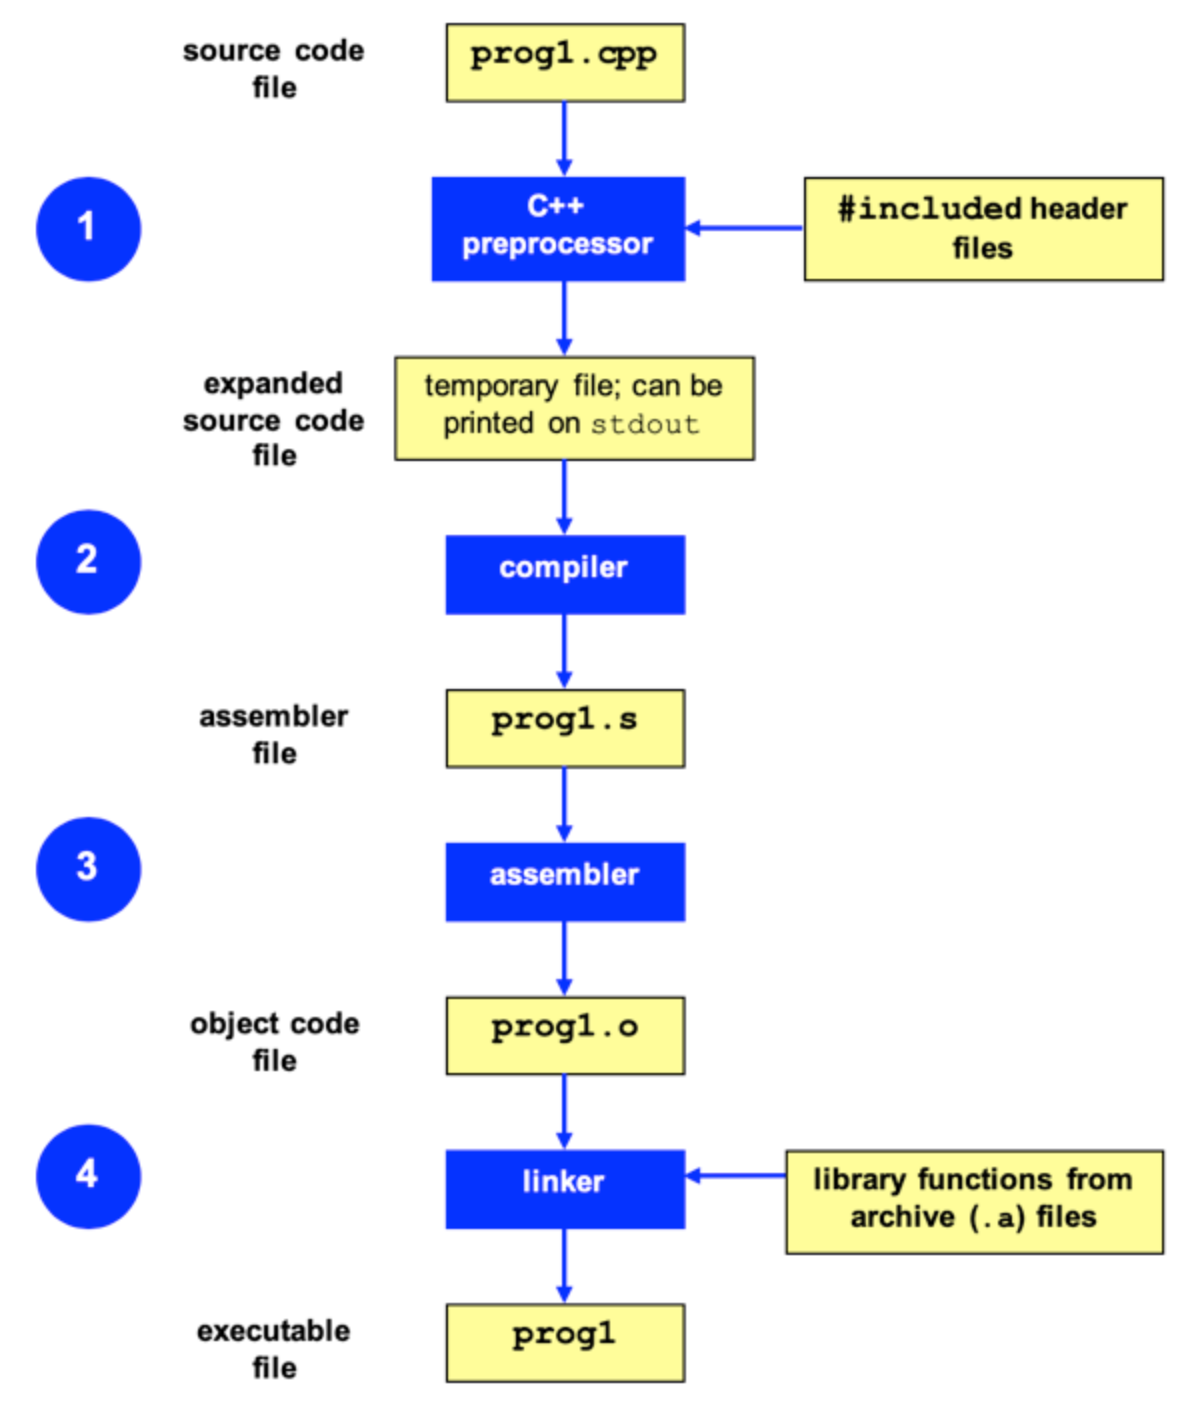 source code
file
prog1.cpp
1
C++
preprocessor
#included header
files
expanded
source code
file
temporary file; can be
printed on stdout
2
compiler
assembler
file
prog1.s
3
assembler
object code
file
prog1.o
4
linker
library functions from
archive (.a) files
executable
file
prog1